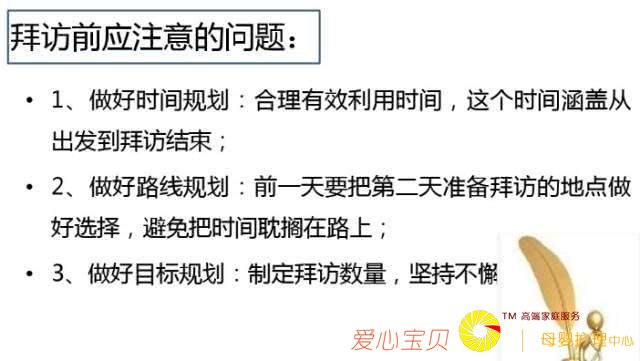 拜访前应注意的问题：
• 1、做好时间规划：合理有效利用时间，这个时间涵盖从
出发到拜访结束；
• 2、做好路线规划：前一天要把第二天准备拜访的地点做
好选择，避免把时间耽搁在路上；
• 3、做好目标规划：制定拜访数量，坚持不懈
TM 高端家庭服务
爱心宝贝 母婴护理中心